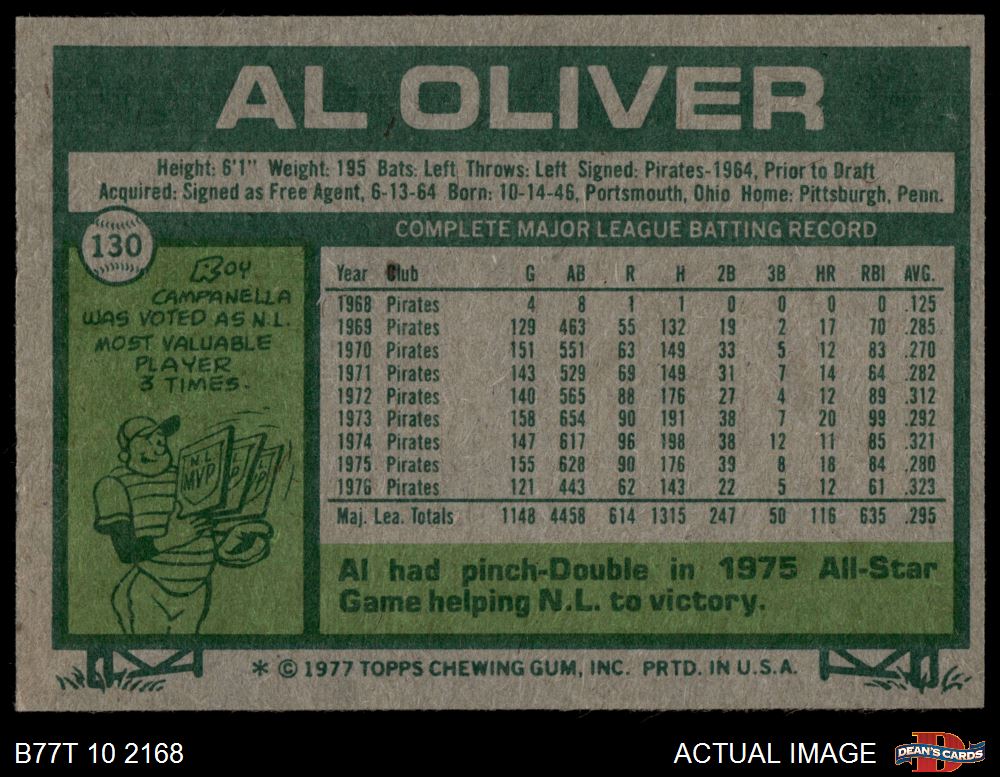 AL OLIVER
Height: 6'1" Weight: 195 Bats: Left Throws: Left Signed: Pirates-1964, Prior to Draft
Acquired: Signed as Free Agent, 6-13-64 Born: 10-14-46, Portsmouth, Ohio Home: Pittsburgh, Penn.
130
ROY
CAMPANELLA
WAS VOTED AS N.L.
MOST VALUABLE
PLAYER
3 TIMES.
N.L.
MVP
COMPLETE MAJOR LEAGUE BATTING RECORD
Year Club G AB R H 2B 3B HR RBI AVG.
1968 Pirates 4 8 1 1 0 0 0 0 .125
1969 Pirates 129 463 55 132 19 2 17 70 .285
1970 Pirates 151 551 63 149 33 5 12 83 .270
1971 Pirates 143 529 69 149 31 7 14 64 .282
1972 Pirates 140 565 88 176 27 4 12 89 .312
1973 Pirates 158 654 90 191 38 7 20 99 .292
1974 Pirates 147 617 96 198 38 12 11 85 .321
1975 Pirates 155 628 90 176 39 8 18 84 .280
1976 Pirates 121 443 62 143 22 5 12 61 .323
Maj. Lea. Totals 1148 4458 614 1315 247 50 116 635 .295
Al had pinch-Double in 1975 All-Star
Game helping N.L. to victory.
* © 1977 TOPPS CHEWING GUM, INC. PRTD. IN U.S.A.
B77T 10 2168
ACTUAL IMAGE
D
DEAN'S CARDS